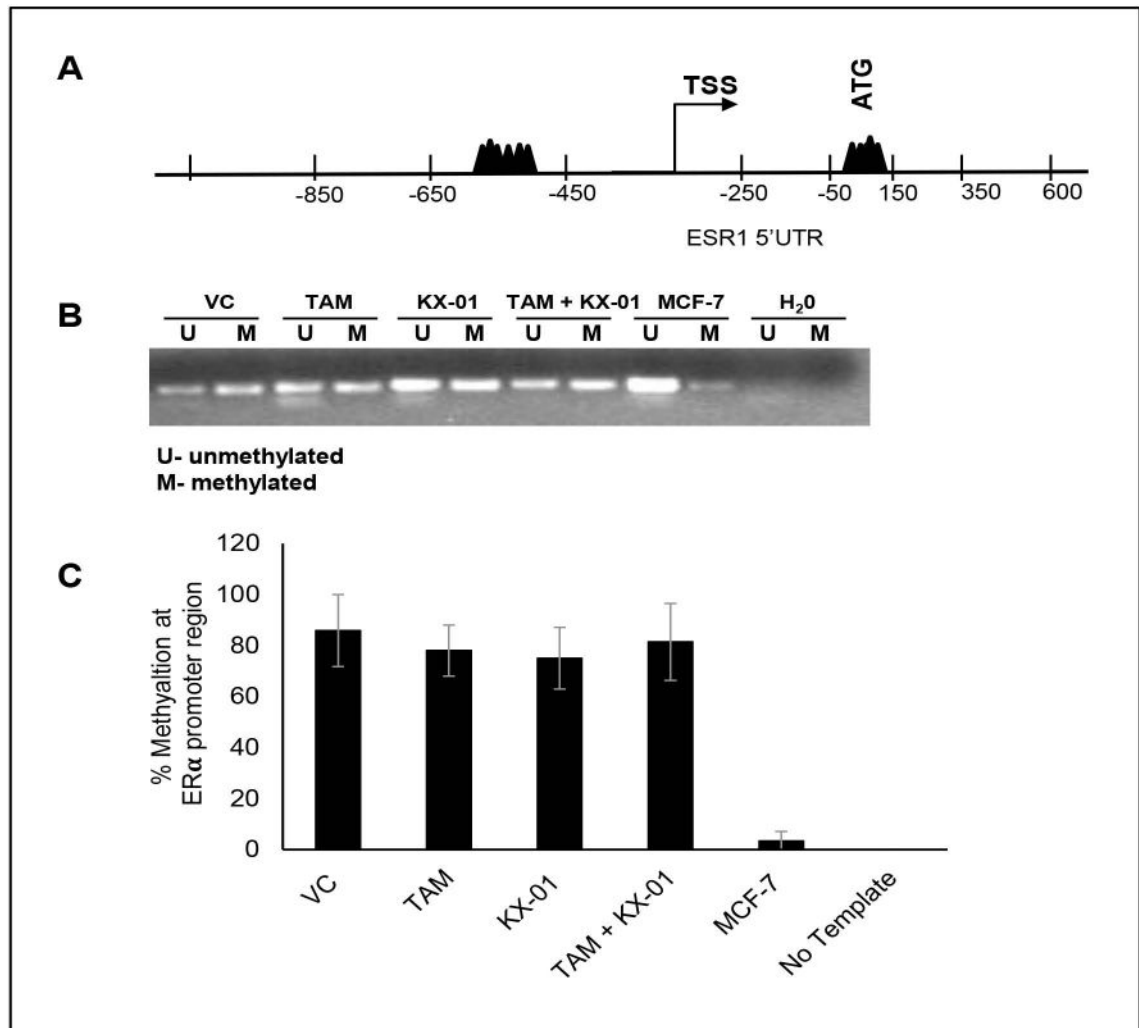 A
TSS
ATG
-850 -650 -450 -250 -50 150 350 600
ESR1 5'UTR
B
VC TAM KX-01 TAM + KX-01 MCF-7 H₂0
U M U M U M U M U M U M
U- unmethylated
M- methylated
C
% Methyaltion at
ERα promoter region
120
100
80
60
40
20
0
VC
TAM
KX-01
TAM + KX-01
MCF-7
No Template